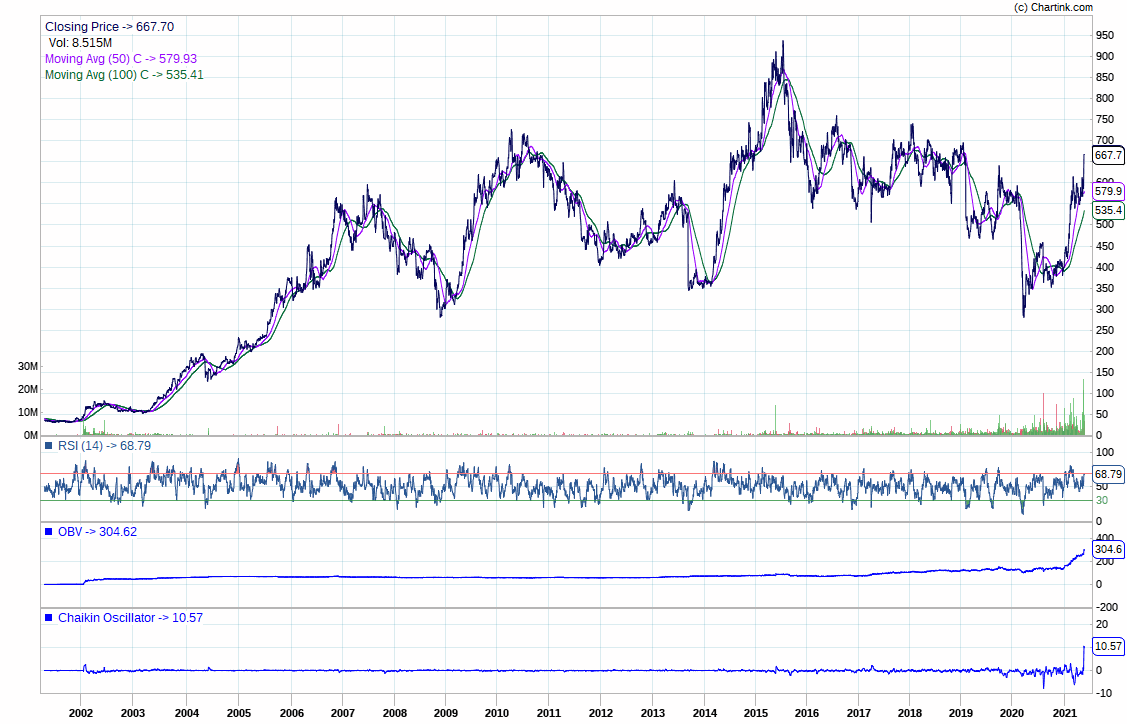 (c) Chartink.com
Closing Price -> 667.70
Vol: 8.515M
Moving Avg (50) C -> 579.93
Moving Avg (100) C -> 535.41
950
900
850
800
750
700
667.7
600
579.9
535.4
500
450
400
350
300
250
200
150
100
50
0
30M
20M
10M
0M
RSI (14) -> 68.79
100
68.79
50
30
0
OBV -> 304.62
400
304.6
200
0
-200
Chaikin Oscillator -> 10.57
20
10.57
0
-10
2002 2003 2004 2005 2006 2007 2008 2009 2010 2011 2012 2013 2014 2015 2016 2017 2018 2019 2020 2021